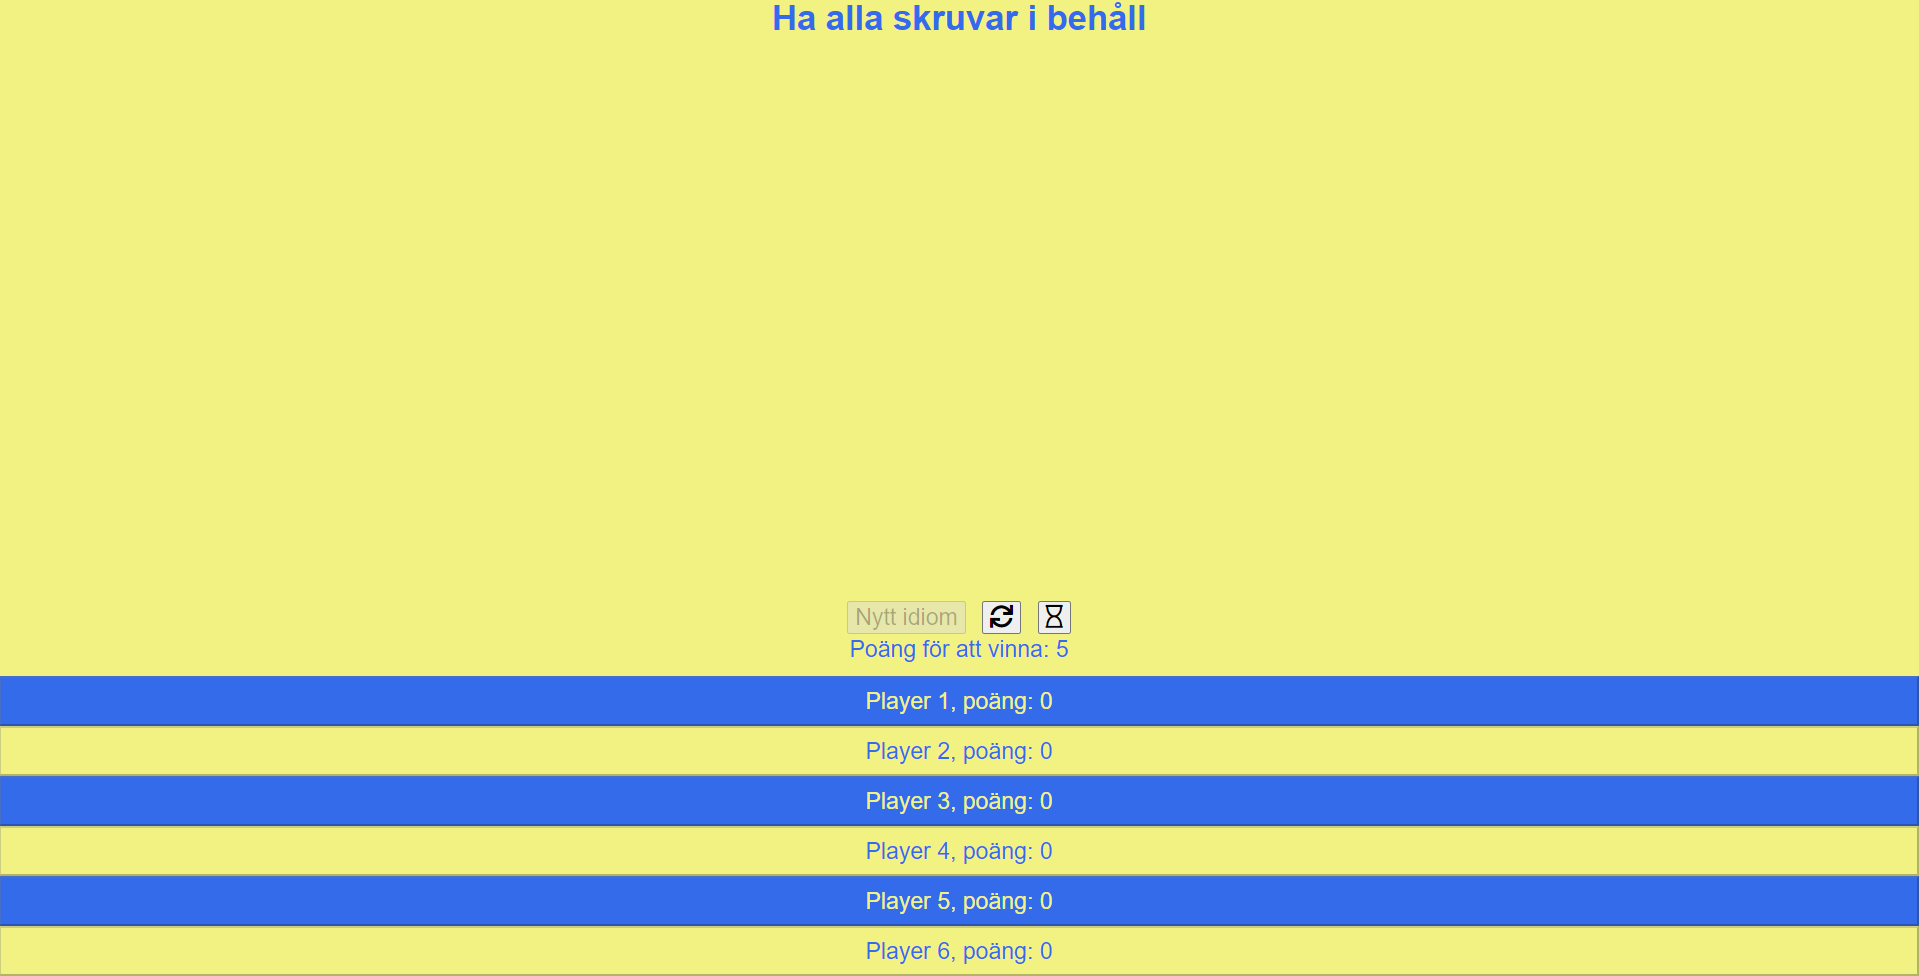 Ha alla skruvar i behåll
Nytt idiom
Poäng för att vinna: 5
Player 1, poäng: 0
Player 2, poäng: 0
Player 3, poäng: 0
Player 4, poäng: 0
Player 5, poäng: 0
Player 6, poäng: 0